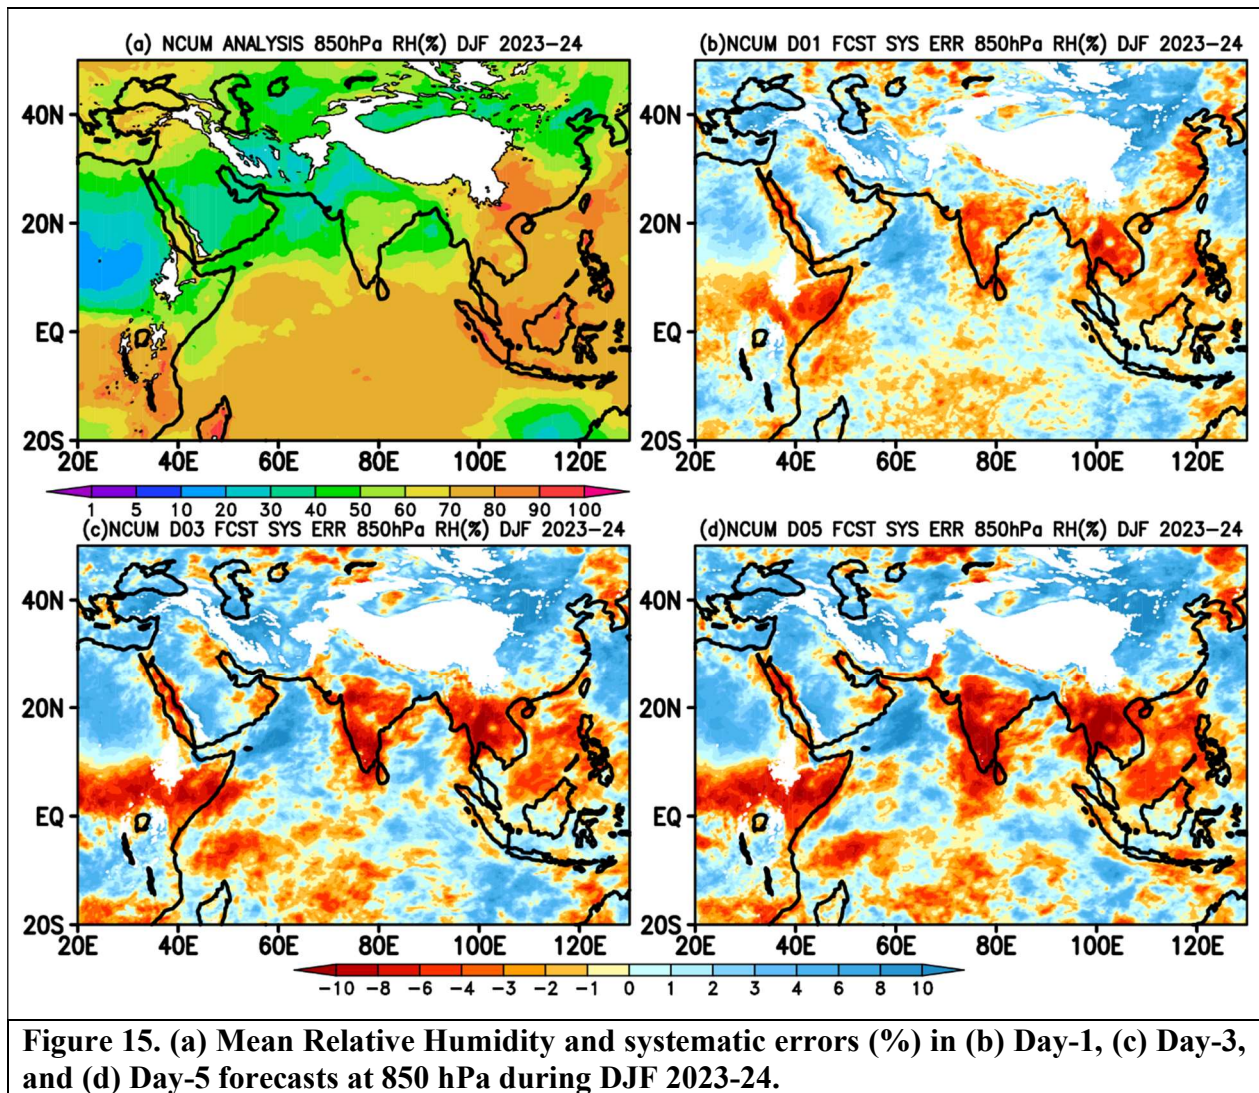 (a) NCUM ANALYSIS 850hPa RH(%) DJF 2023-24
40N
20N
EQ
20S
20E 40E 60E 80E 100E 120E
1 5 10 20 30 40 50 60 70 80 90 100
(b)NCUM D01 FCST SYS ERR 850hPa RH(%) DJF 2023-24
40N
20N
EQ
20S
20E 40E 60E 80E 100E 120E
(c)NCUM D03 FCST SYS ERR 850hPa RH(%) DJF 2023-24
40N
20N
EQ
20S
20E 40E 60E 80E 100E 120E
(d)NCUM D05 FCST SYS ERR 850hPa RH(%) DJF 2023-24
40N
20N
EQ
20S
20E 40E 60E 80E 100E 120E
-10 -8 -6 -4 -3 -2 -1 0 1 2 3 4 6 8 10
Figure 15. (a) Mean Relative Humidity and systematic errors (%) in (b) Day-1, (c) Day-3,
and (d) Day-5 forecasts at 850 hPa during DJF 2023-24.